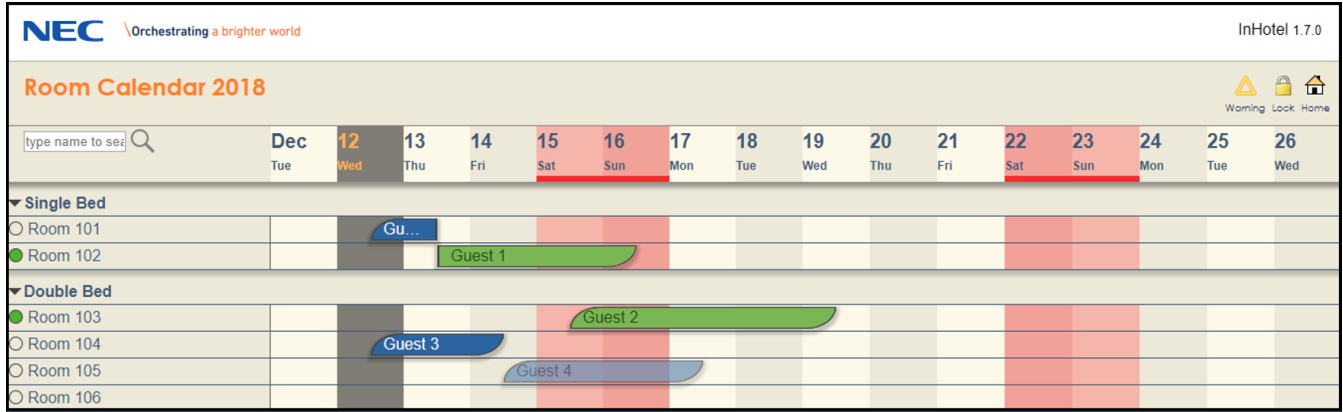 NEC \Orchestrating a brighter world InHotel 1.7.0
Room Calendar 2018
Warning Lock Home
type name to sea Dec 12 13 14 15 16 17 18 19 20 21 22 23 24 25 26
Tue Wed Thu Fri Sat Sun Mon Tue Wed Thu Fri Sat Sun Mon Tue Wed
Single Bed
Room 101 Gu...
Room 102 Guest 1
Double Bed
Room 103 Guest 2
Room 104 Guest 3
Room 105 Guest 4
Room 106